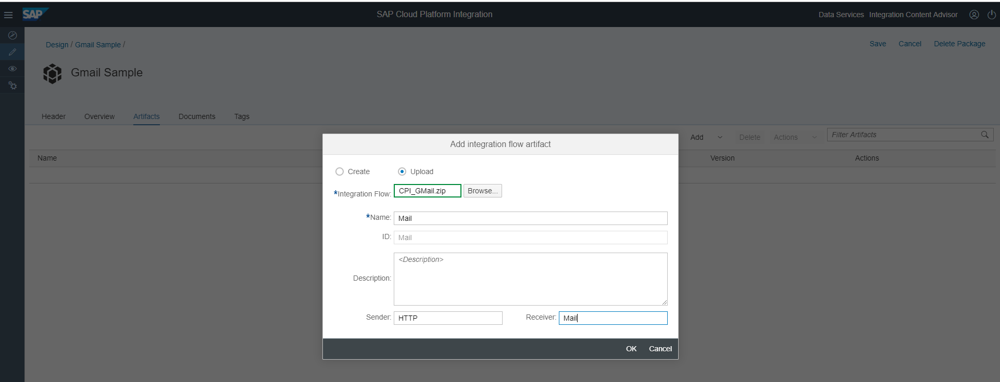 SAP
SAP Cloud Platform Integration
Data Services Integration Content Advisor
Design / Gmail Sample /
Save Cancel Delete Package
Gmail Sample
Header Overview Artifacts Documents Tags
Add Delete Actions Filter Artifacts
Name Version Actions
Add integration flow artifact
Create Upload
*Integration Flow: CPI_GMail.zip Browse...
*Name: Mail
ID: Mail
Description: <Description>
Sender: HTTP Receiver: Mail
OK Cancel